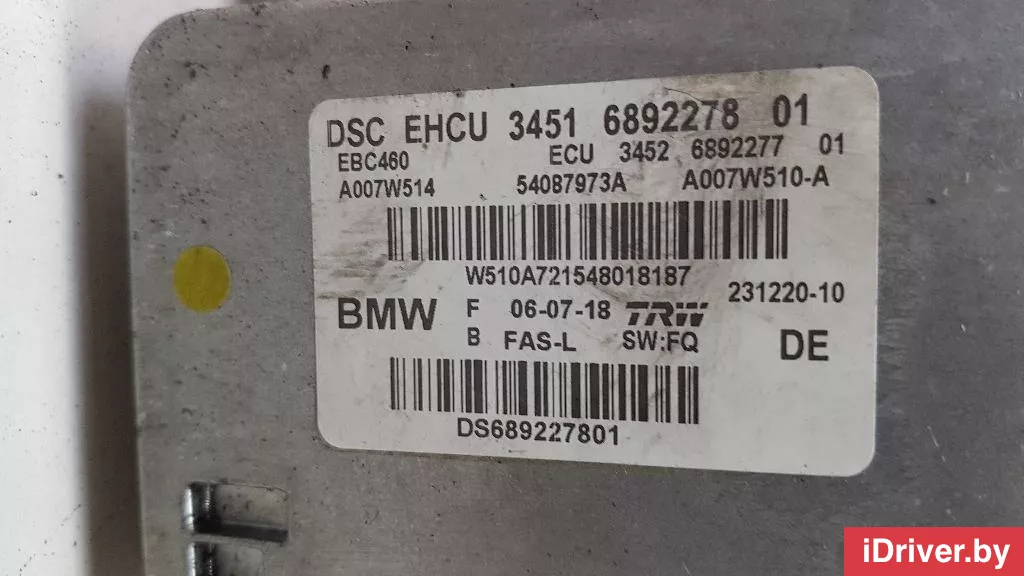 DSC EHCU 3451 6892278 01
EBC460 ECU 3452 6892277 01
A007W514 54087973A A007W510-A
W510A721548018187
231220-10
BMW F 06-07-18 TRW
B FAS-L SW:FQ DE
DS689227801
iDriver.by